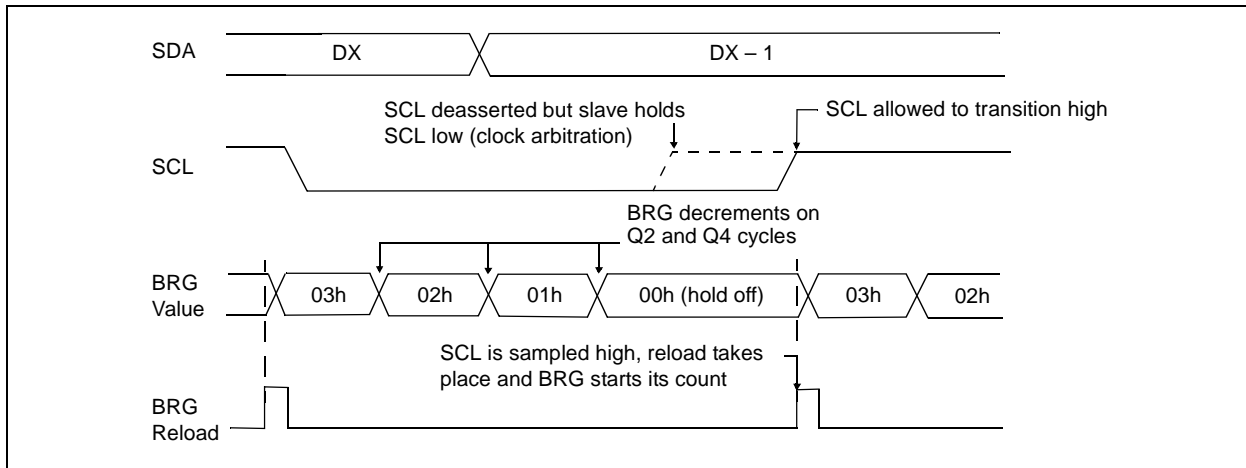 SDA
DX
DX – 1
SCL deasserted but slave holds
SCL low (clock arbitration)
SCL allowed to transition high
SCL
BRG decrements on
Q2 and Q4 cycles
BRG
Value
03h
02h
01h
00h (hold off)
03h
02h
SCL is sampled high, reload takes
place and BRG starts its count
BRG
Reload